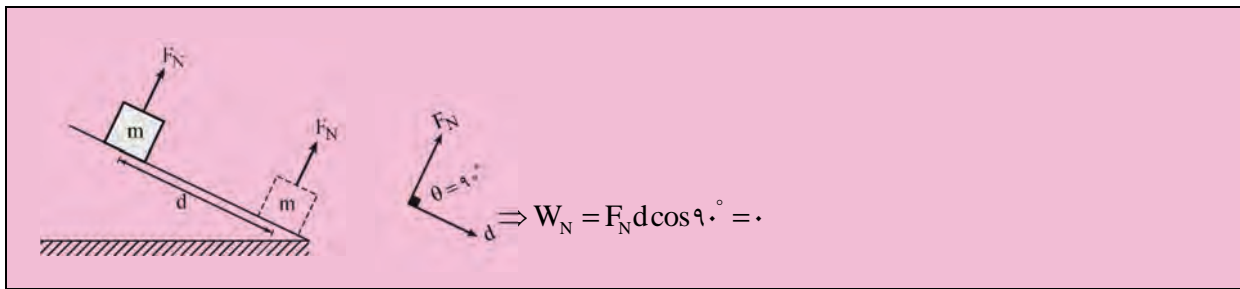 F_N
m
F_N
m
d
F_N
θ = ۹۰°
d
⇒ W_N = F_N d cos ۹۰° = ۰